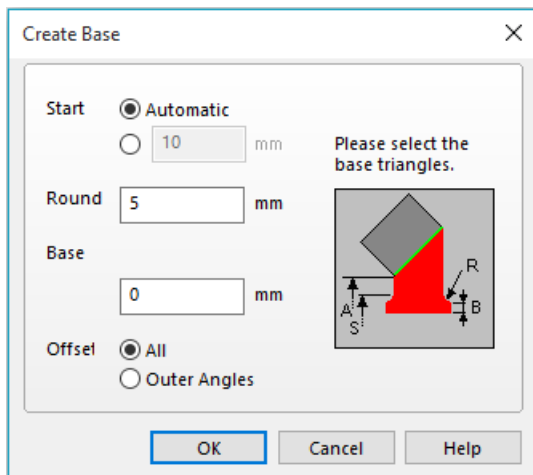 Create Base
Start
Automatic
10 mm
Please select the
base triangles.
Round
5 mm
Base
0 mm
Offset
All
Outer Angles
R
A
B
S
OK Cancel Help